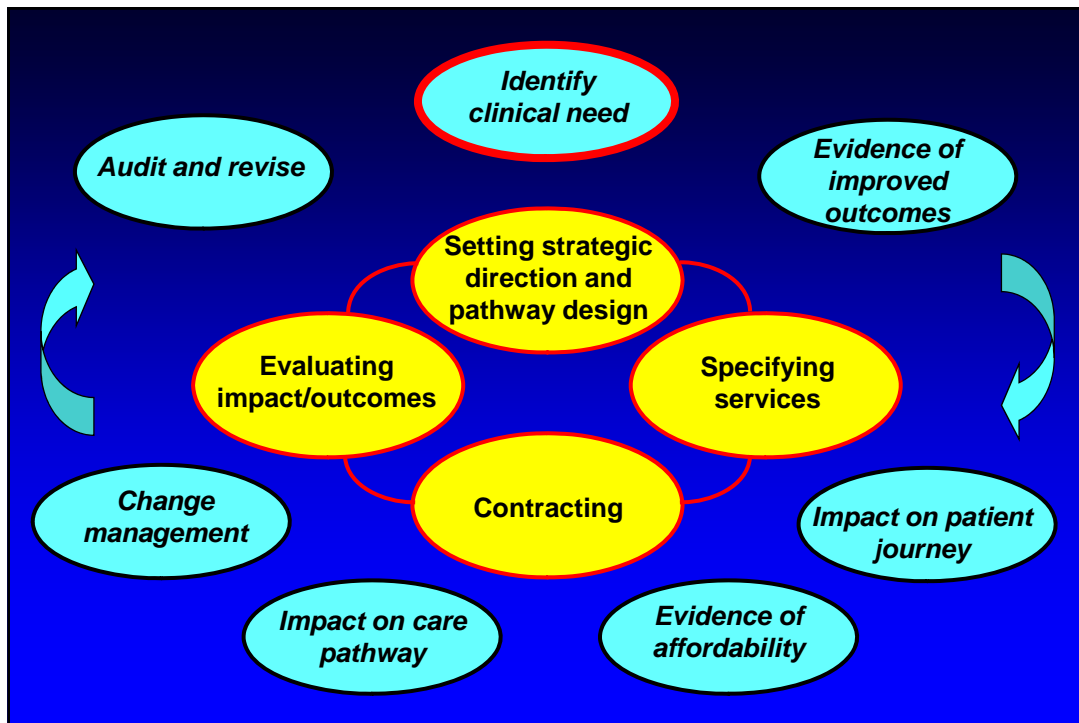 Identify
clinical need
Audit and revise
Evidence of
improved
outcomes
Setting strategic
direction and
pathway design
Evaluating
impact/outcomes
Specifying
services
Contracting
Change
management
Impact on patient
journey
Impact on care
pathway
Evidence of
affordability